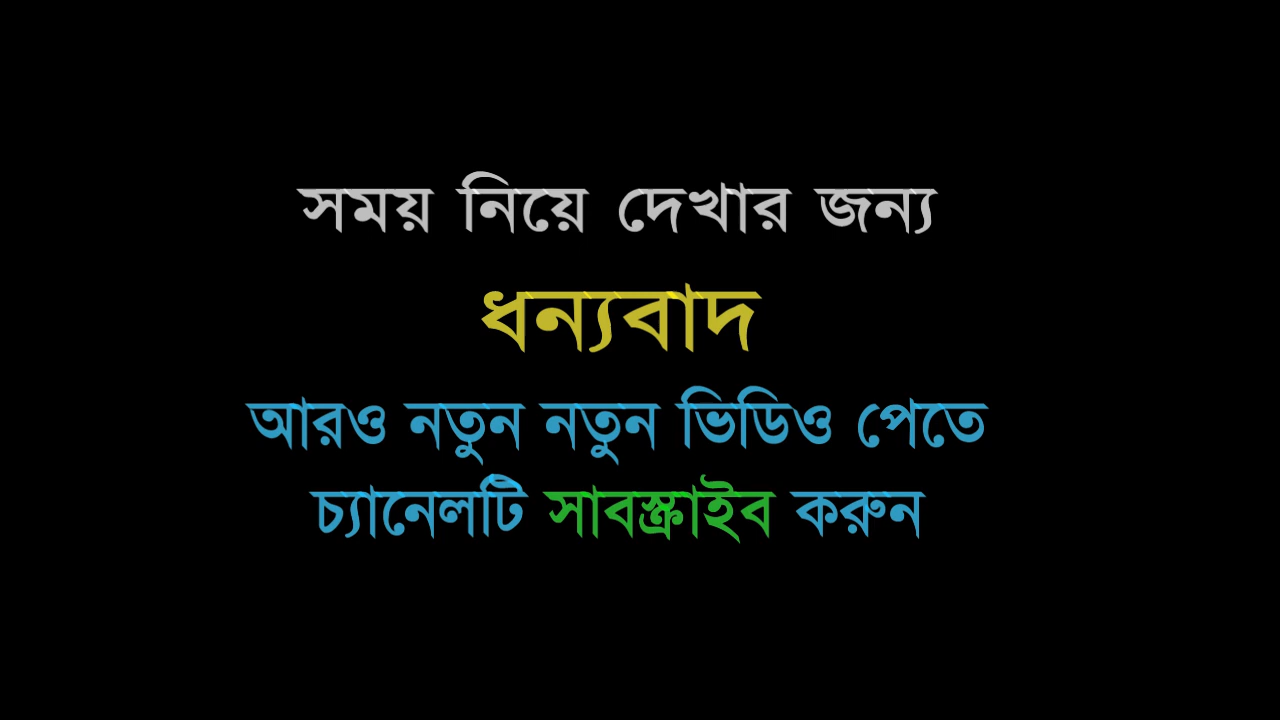 সময় নিয়ে দেখার জন্য
ধন্যবাদ
আরও নতুন নতুন ভিডিও পেতে
চ্যানেলটি সাবস্ক্রাইব করুন